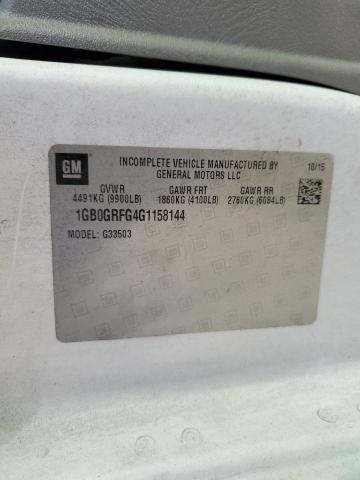 GM
INCOMPLETE VEHICLE MANUFACTURED BY
GENERAL MOTORS LLC
10/15
GVWR GAWR FRT GAWR RR
4491KG (9900LB) 1860KG (4100LB) 2760KG (6084LB)
1GB0GRFG4G1158144
MODEL: G33503